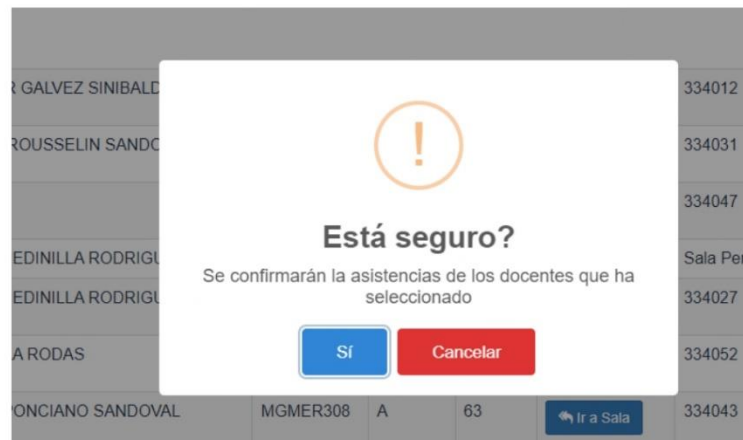 R GALVEZ SINIBALD
334012
ROUSSELIN SANDO
334031
!
334047
Está seguro?
EDINILLA RODRIGU
Sala Per
Se confirmarán la asistencias de los docentes que ha
seleccionado
EDINILLA RODRIGU
334027
Sí
Cancelar
A RODAS
334052
PONCIANO SANDOVAL MGMER308 A 63 Ir a Sala 334043